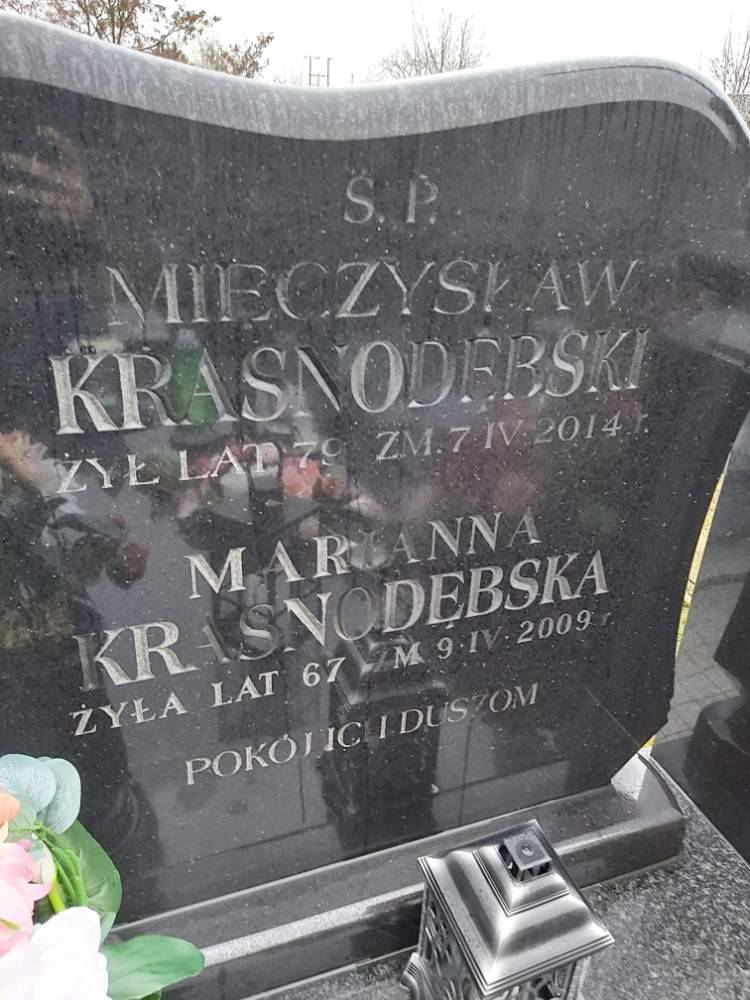 Ś. P.
MIECZYSŁAW
KRASNODĘBSKI
ŻYŁ LAT 79 ZM. 7 IV. 2014 r.
MARIANNA
KRASNODĘBSKA
ŻYŁA LAT 67 ZM 9.IV.2009 r
POKÓJ ICH DUSZOM